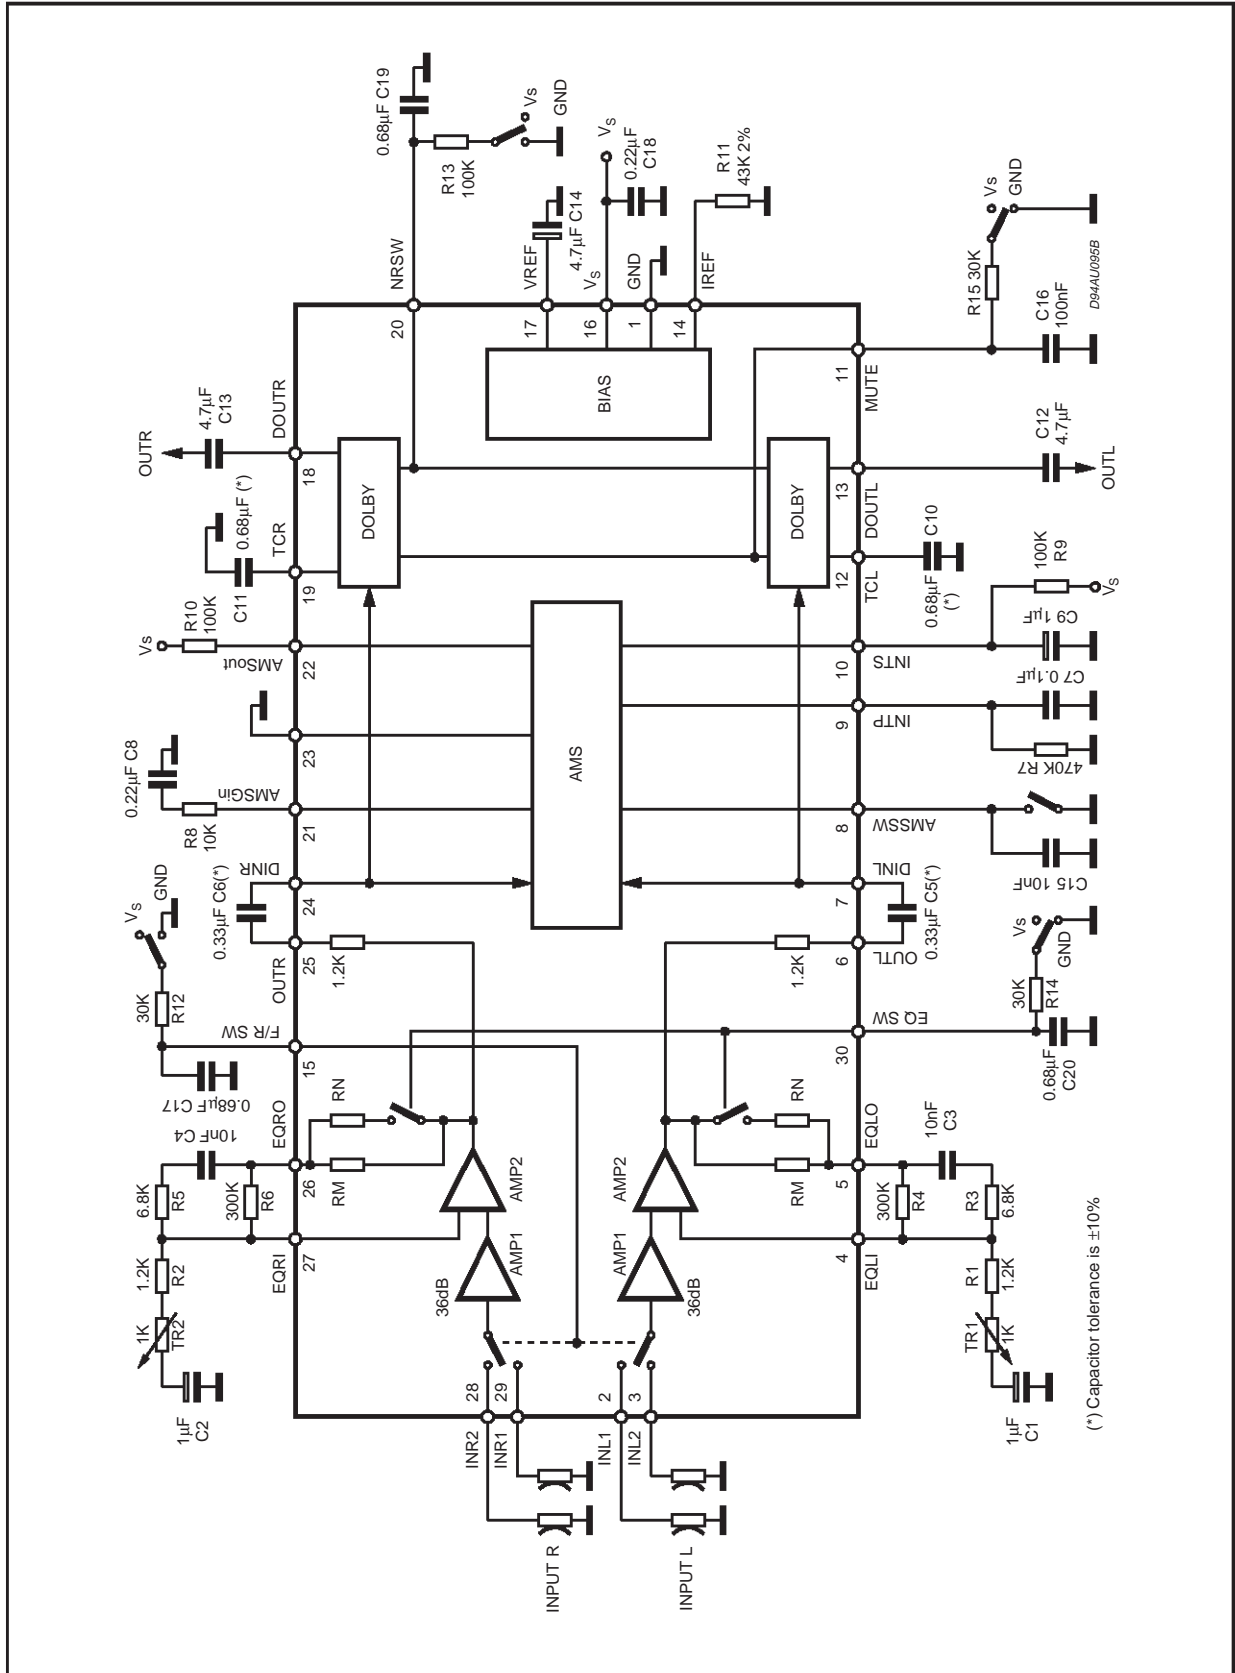 0.68µF C19
R13
100K
Vs
GND
NRSW
20
VREF
4.7µF C14
17
VS
VS
0.22µF
C18
16
GND
1
IREF
R11
43K 2%
14
BIAS
R15 30K
Vs
GND
C16
100nF
D94AU095B
MUTE
11
OUTR
4.7µF
C13
DOUTR
18
DOLBY
TCR
0.68µF (*)
C11
19
R10
100K
Vs
AMSout
22
23
0.22µF C8
AMSGin
R8
10K
21
AMS
DOLBY
13
DOUTL
C12
4.7µF
OUTL
12
TCL
C10
0.68µF
(*)
100K
R9
VS
C9 1µF
10
INTS
C7 0.1µF
9
INTP
470K R7
8
AMSSW
C15 10nF
DINR
24
0.33µF C6(*)
25
OUTR
1.2K
DINL
7
0.33µF C5(*)
6
OUTL
1.2K
VS
GND
30K
R12
F/R SW
15
0.68µF C17
Vs
GND
30K
R14
EQ SW
30
0.68µF
C20
10nF C4
EQRO
26
RN
RM
6.8K
R5
300K
R6
EQRI
27
AMP2
AMP1
36dB
1.2K
R2
1K
TR2
1µF
C2
RN
RM
EQLO
5
10nF
C3
300K
R4
R3
6.8K
EQLI
4
AMP2
AMP1
36dB
R1
1.2K
TR1
1K
1µF
C1
28
29
2
3
INR2
INR1
INL1
INL2
INPUT R
INPUT L
(*) Capacitor tolerance is ±10%